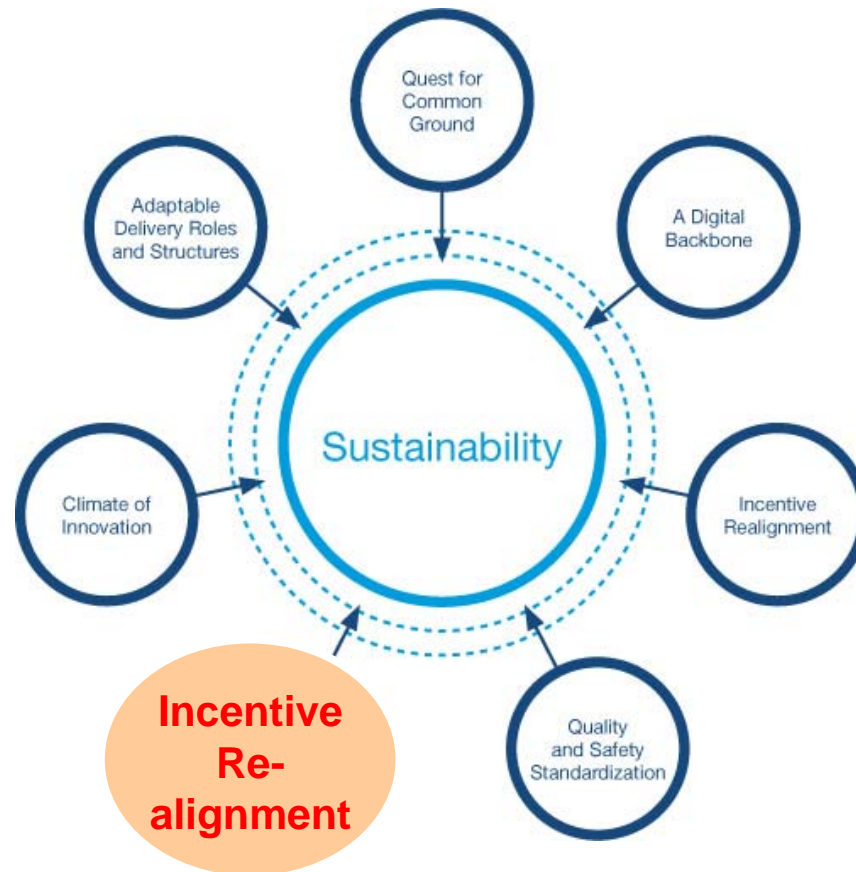 Quest for
Common
Ground
Adaptable
Delivery Roles
and Structures
A Digital
Backbone
Sustainability
Climate of
Innovation
Incentive
Realignment
Incentive
Re-
alignment
Quality
and Safety
Standardization